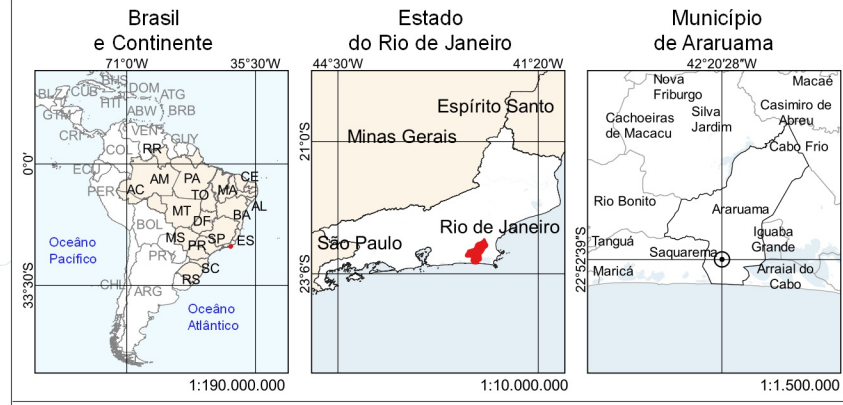 Brasil
e Continente
71°0'W
35°30'W
BHS
DOM
ATG
BLZ
CUB
HTI
ABW
BRB
GTM
CRI
VEN
GUY
COL
RR
0°0'
ECU
AM
PA
CE
PER
AC
TO
MA
AL
MT
BA
DF
BOL
MS
SP
ES
PR
PRY
Oceâno
Pacífico
SC
CHL
ARG
RS
33°30'S
Oceâno
Atlântico
1:190.000.000
Estado
do Rio de Janeiro
44°30'W
41°20'W
Espírito Santo
Minas Gerais
21°0'S
Rio de Janeiro
São Paulo
23°6'S
1:10.000.000
Município
de Araruama
42°20'28"W
Nova
Friburgo
Macaé
Cachoeiras
de Macacu
Silva
Jardim
Casimiro de
Abreu
Cabo Frio
Rio Bonito
Araruama
Iguaba
Grande
Tanguá
Saquarema
22°52'39"S
Maricá
Arraial do
Cabo
1:1.500.000